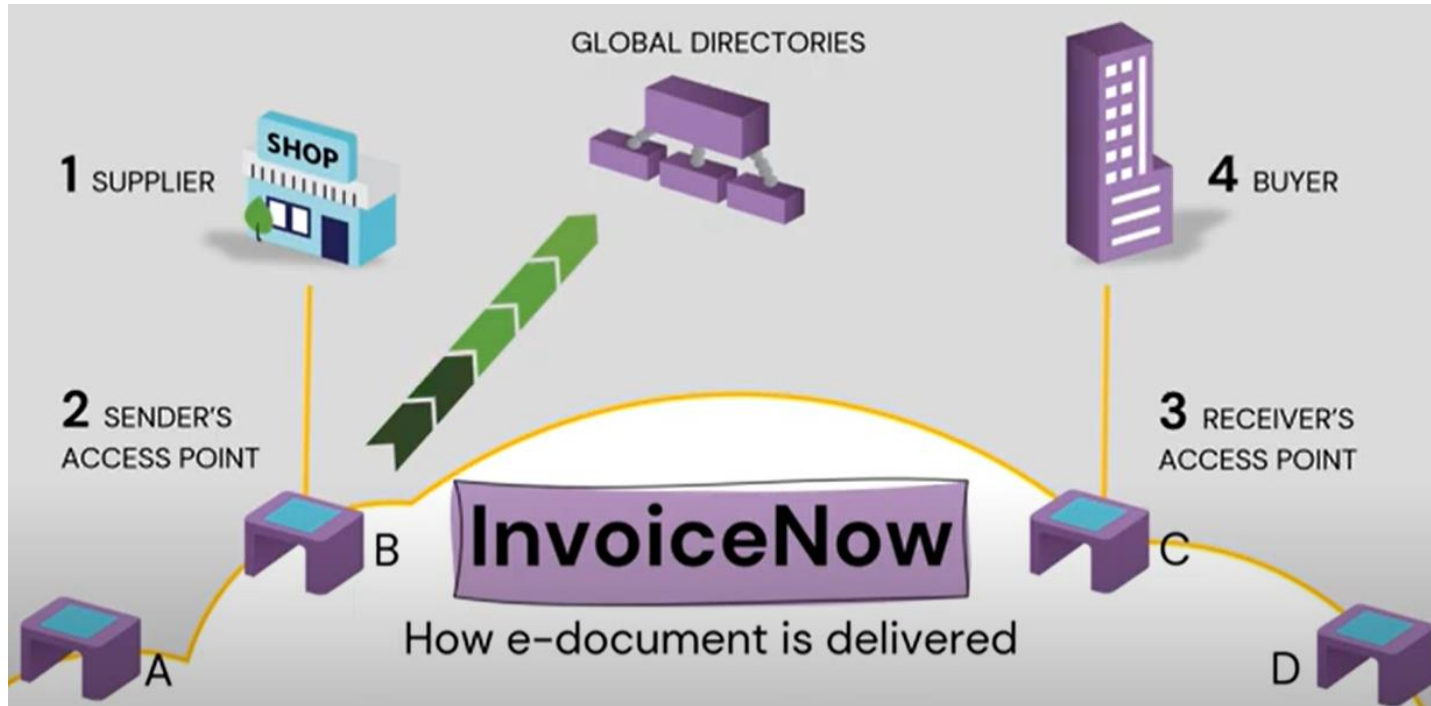 GLOBAL DIRECTORIES
SHOP
1 SUPPLIER
4 BUYER
2 SENDER'S
ACCESS POINT
3 RECEIVER'S
ACCESS POINT
InvoiceNow
B
C
How e-document is delivered
A
D